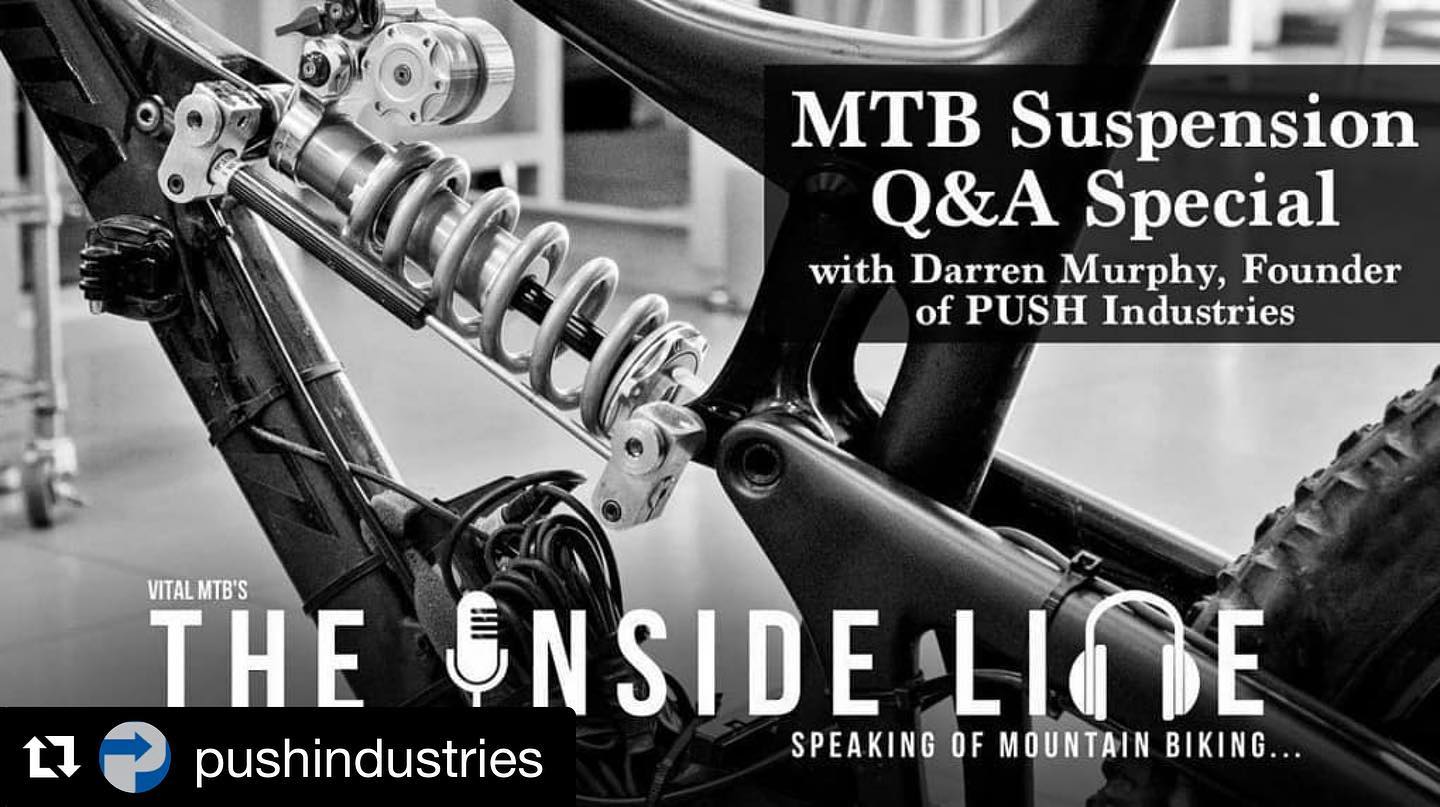 MTB Suspension
Q&A Special
with Darren Murphy, Founder
of PUSH Industries
VITAL MTB'S
THE INSIDE LINE
SPEAKING OF MOUNTAIN BIKING...
pushindustries